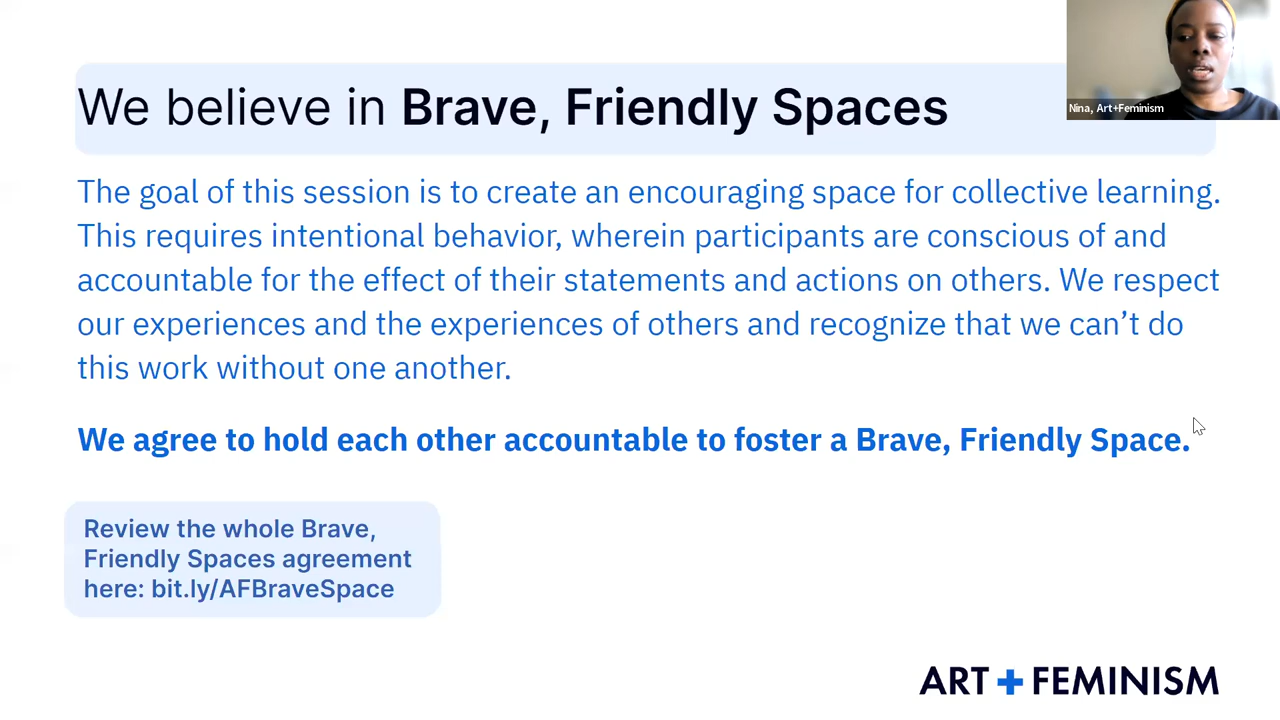 We believe in Brave, Friendly Spaces
Nina, Art+Feminism
The goal of this session is to create an encouraging space for collective learning.
This requires intentional behavior, wherein participants are conscious of and
accountable for the effect of their statements and actions on others. We respect
our experiences and the experiences of others and recognize that we can’t do
this work without one another.
We agree to hold each other accountable to foster a Brave, Friendly Space.
Review the whole Brave,
Friendly Spaces agreement
here: bit.ly/AFBraveSpace
ART+FEMINISM